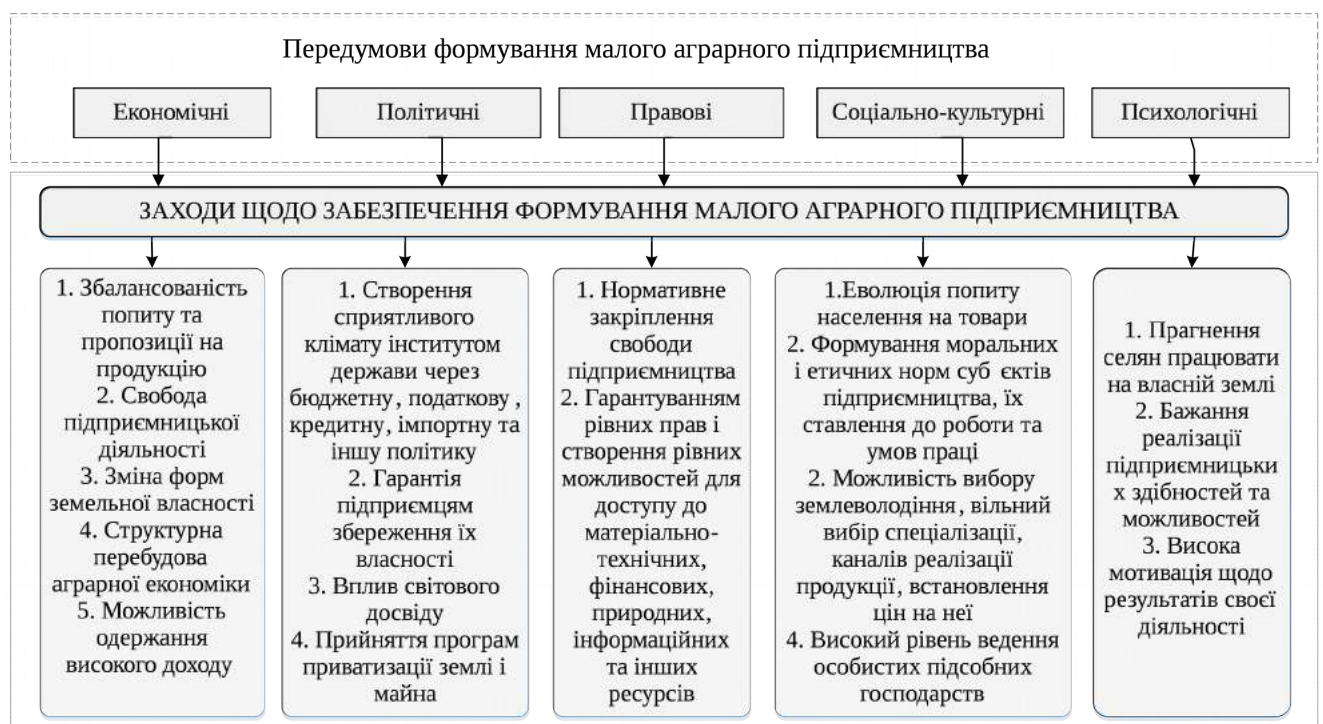 Передумови формування малого аграрного підприємництва
Економічні
Політичні
Правові
Соціально-культурні
Психологічні
ЗАХОДИ ЩОДО ЗАБЕЗПЕЧЕННЯ ФОРМУВАННЯ МАЛОГО АГРАРНОГО ПІДПРИЄМНИЦТВА
1. Збалансованість
попиту та
пропозиції на
продукцію
2. Свобода
підприємницької
діяльності
3. Зміна форм
земельної власності
4. Структурна
перебудова
аграрної економіки
5. Можливість
одержання
високого доходу
1. Створення
сприятливого
клімату інститутом
держави через
бюджетну, податкову ,
кредитну, імпортну та
іншу політику
2. Гарантія
підприємцям
збереження їх
власності
3. Вплив світового
досвіду
4. Прийняття програм
приватизації землі і
майна
1. Нормативне
закріплення
свободи
підприємництва
2. Гарантуванням
рівних прав і
створення рівних
можливостей для
доступу до
матеріально-
технічних,
фінансових,
природних,
інформаційних
та інших
ресурсів
1.Еволюція попиту
населення на товари
2. Формування моральних
і етичних норм суб єктів
підприємництва, їх
ставлення до роботи та
умов праці
2. Можливість вибору
землеволодіння, вільний
вибір спеціалізації,
каналів реалізації
продукції, встановлення
цін на неї
4. Високий рівень ведення
особистих підсобних
господарств
1. Прагнення
селян працювати
на власній землі
2. Бажання
реалізації
підприємницьки
х здібностей та
можливостей
3. Висока
мотивація щодо
результатів своєї
діяльності